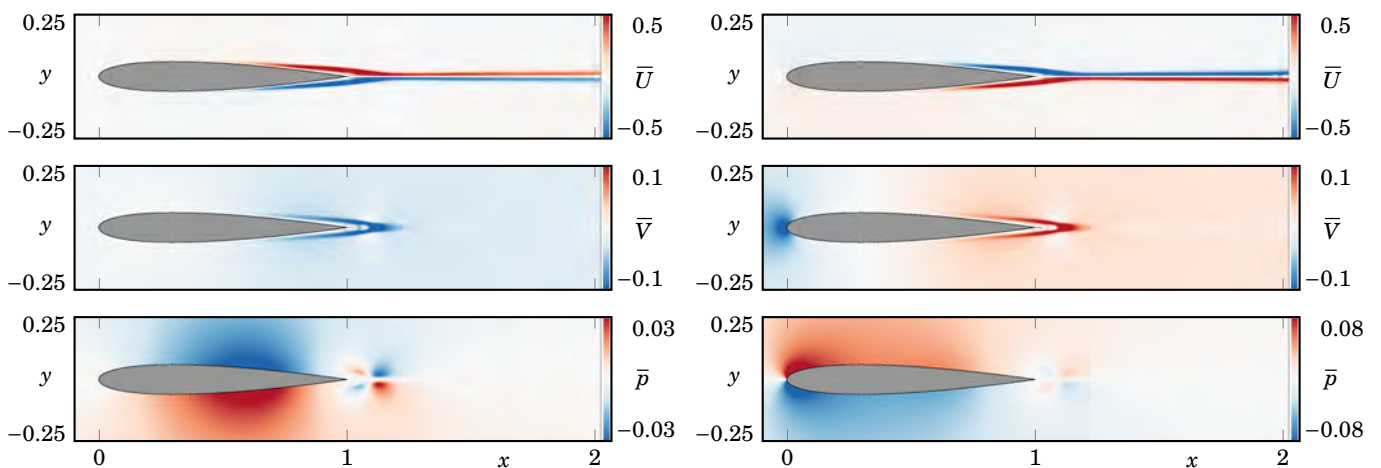 0.25 0.5 0.25 0.5
y U̅ y U̅
−0.25 −0.5 −0.25 −0.5
0.25 0.1 0.25 0.1
y V̅ y V̅
−0.25 −0.1 −0.25 −0.1
0.25 0.03 0.25 0.08
y p̅ y p̅
−0.25 −0.03 −0.25 −0.08
0 1 x 2 0 1 x 2